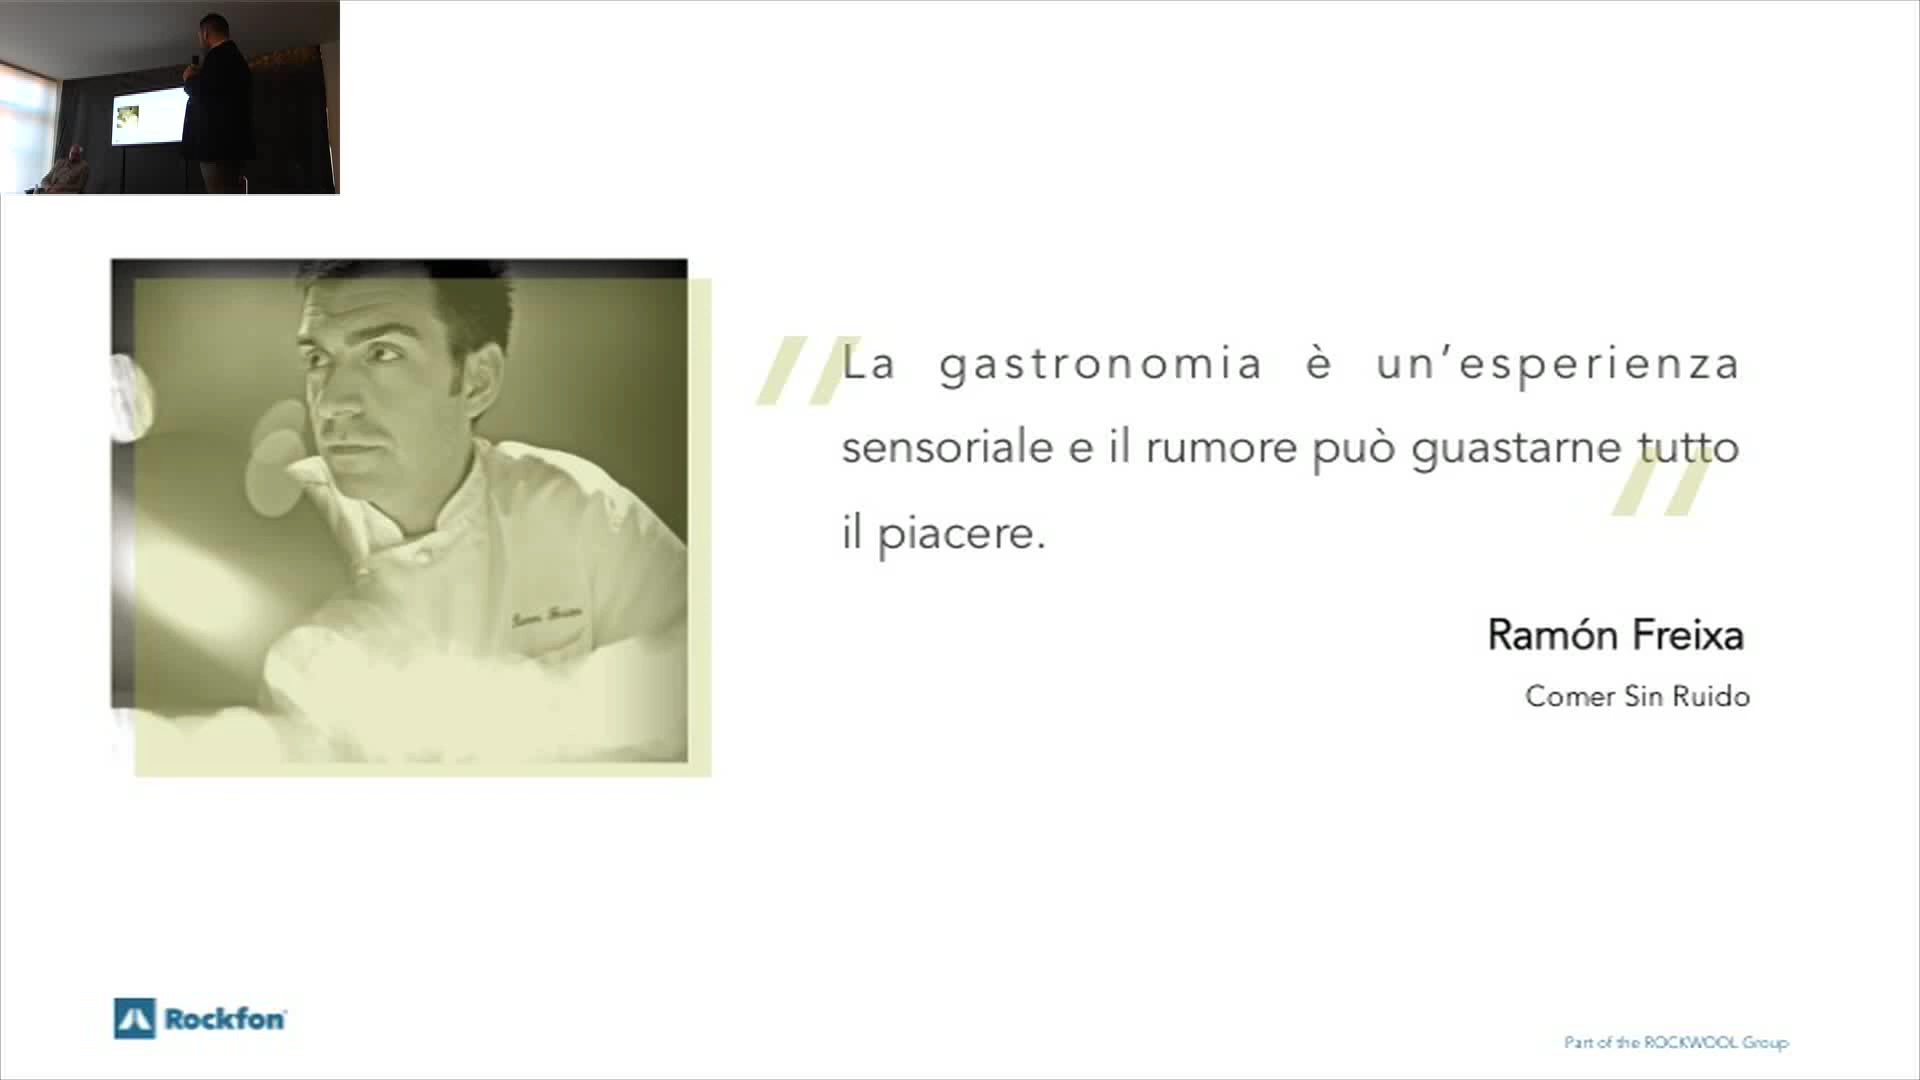 La gastronomia è un’esperienza
sensoriale e il rumore può guastarne tutto
il piacere.
Ramón Freixa
Comer Sin Ruido
Rockfon
Part of the ROCKWOOL Group